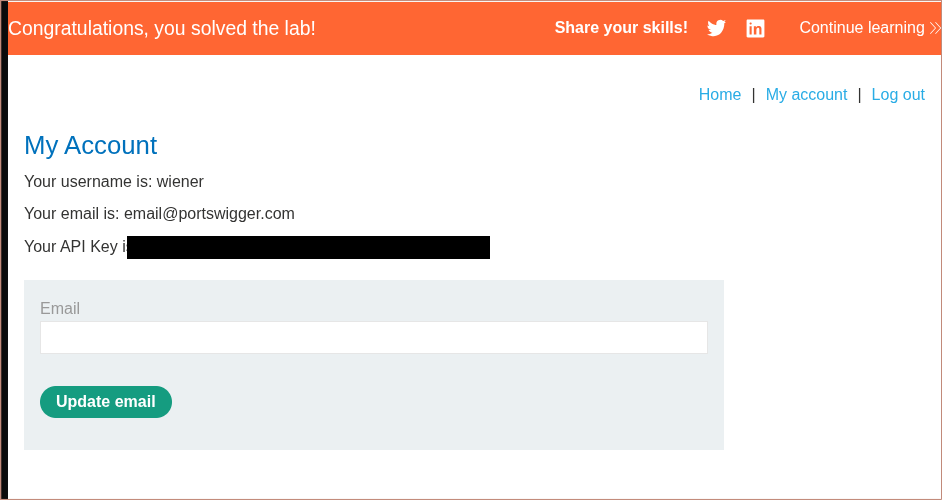 Congratulations, you solved the lab! Share your skills! Continue learning
Home | My account | Log out
My Account
Your username is: wiener
Your email is: email@portswigger.com
Your API Key is
Email
Update email